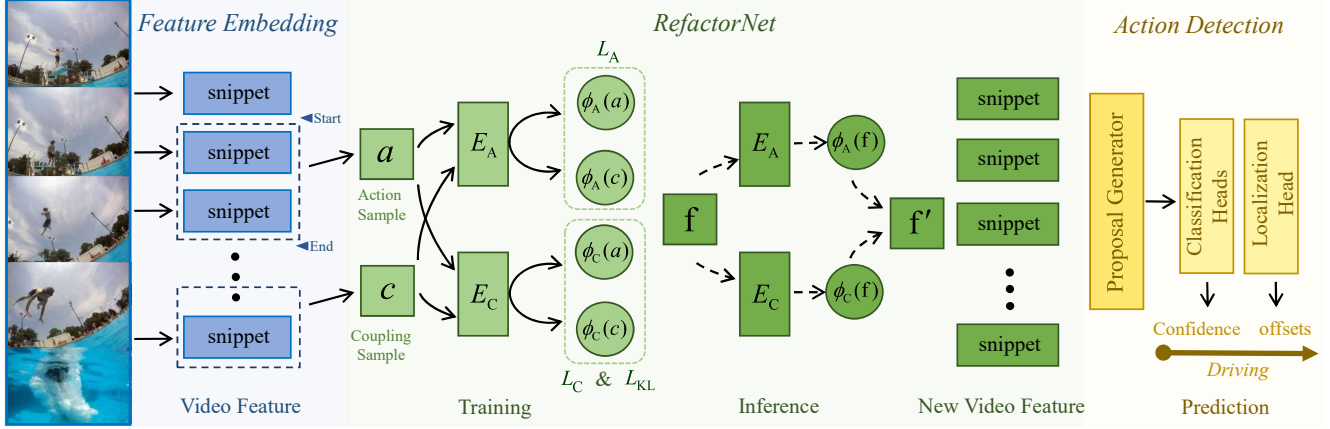 Feature Embedding
RefactorNet
Action Detection
snippet
Start
snippet
snippet
End
snippet
Video Feature
a
Action
Sample
c
Coupling
Sample
E_A
E_C
L_A
ϕ_A(a)
ϕ_A(c)
ϕ_C(a)
ϕ_C(c)
L_C & L_KL
Training
f
E_A
E_C
ϕ_A(f)
ϕ_C(f)
f′
Inference
snippet
snippet
snippet
snippet
New Video Feature
Proposal Generator
Classification
Heads
Localization
Head
Confidence
offsets
Driving
Prediction